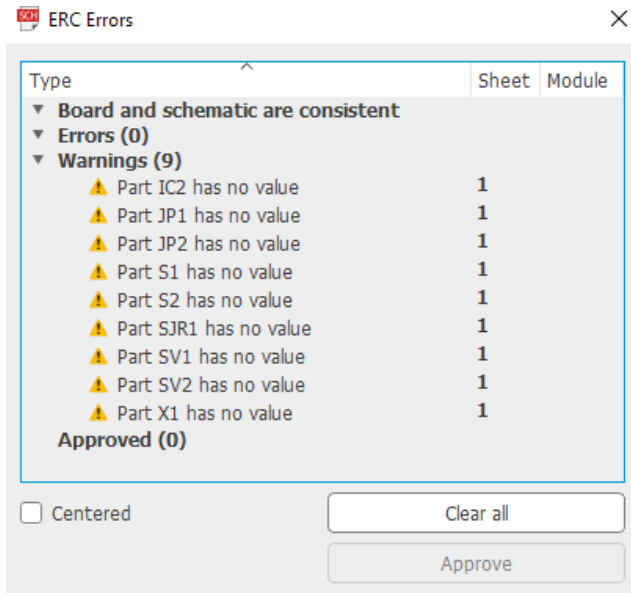 SCH ERC Errors
Type Sheet Module
Board and schematic are consistent
Errors (0)
Warnings (9)
Part IC2 has no value 1
Part JP1 has no value 1
Part JP2 has no value 1
Part S1 has no value 1
Part S2 has no value 1
Part SJR1 has no value 1
Part SV1 has no value 1
Part SV2 has no value 1
Part X1 has no value 1
Approved (0)
Centered Clear all
Approve